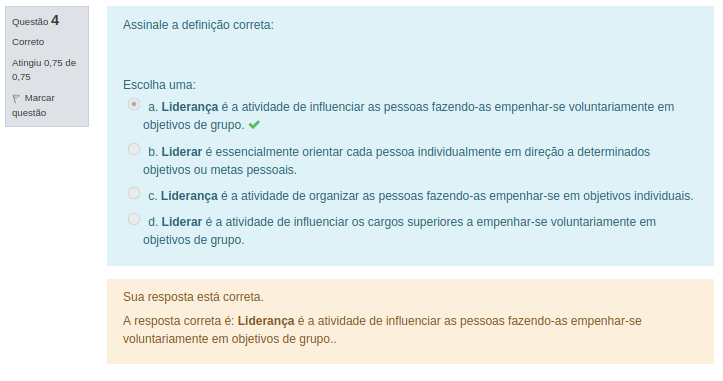 Questão 4
Correto
Atingiu 0,75 de
0,75
Marcar
questão
Assinale a definição correta:
Escolha uma:
a. Liderança é a atividade de influenciar as pessoas fazendo-as empenhar-se voluntariamente em
objetivos de grupo.
b. Liderar é essencialmente orientar cada pessoa individualmente em direção a determinados
objetivos ou metas pessoais.
c. Liderança é a atividade de organizar as pessoas fazendo-as empenhar-se em objetivos individuais.
d. Liderar é a atividade de influenciar os cargos superiores a empenhar-se voluntariamente em
objetivos de grupo.
Sua resposta está correta.
A resposta correta é: Liderança é a atividade de influenciar as pessoas fazendo-as empenhar-se
voluntariamente em objetivos de grupo..